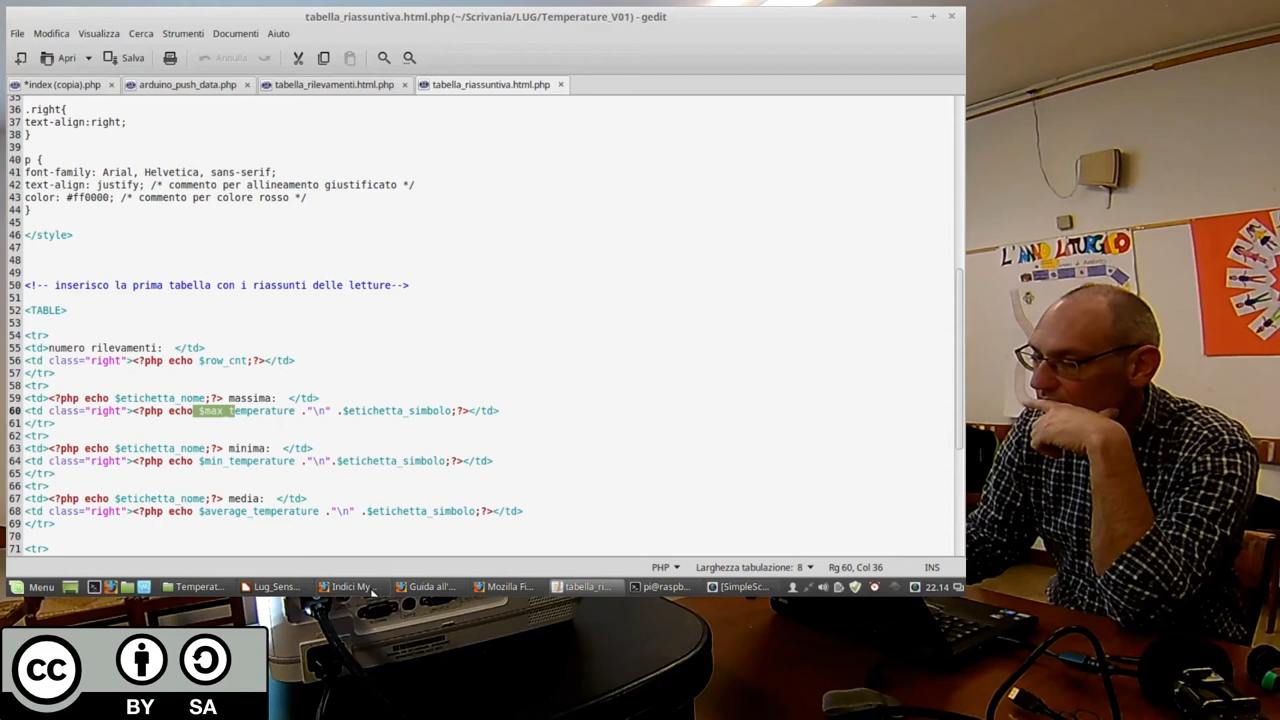 tabella_riassuntiva.html.php (~/Scrivania/LUG/Temperature_V01) - gedit
File Modifica Visualizza Cerca Strumenti Documenti Aiuto
Apri Salva Annulla
*index (copia).php arduino_push_data.php tabella_rilevamenti.html.php tabella_riassuntiva.html.php
35
36 .right{
37 text-align:right;
38 }
39
40 p {
41 font-family: Arial, Helvetica, sans-serif;
42 text-align: justify; /* commento per allineamento giustificato */
43 color: #ff0000; /* commento per colore rosso */
44 }
45
46 </style>
47
48
49
50 <!-- inserisco la prima tabella con i riassunti delle letture-->
51
52 <TABLE>
53
54 <tr>
55 <td>numero rilevamenti: </td>
56 <td class="right"><?php echo $row_cnt;?></td>
57 </tr>
58 <tr>
59 <td><?php echo $etichetta_nome;?> massima: </td>
60 <td class="right"><?php echo $max_temperature ."\n" .$etichetta_simbolo;?></td>
61 </tr>
62 <tr>
63 <td><?php echo $etichetta_nome;?> minima: </td>
64 <td class="right"><?php echo $min_temperature ."\n".$etichetta_simbolo;?></td>
65 </tr>
66 <tr>
67 <td><?php echo $etichetta_nome;?> media: </td>
68 <td class="right"><?php echo $average_temperature ."\n" .$etichetta_simbolo;?></td>
69 </tr>
70
71 <tr>
PHP Larghezza tabulazione: 8 Rg 60, Col 36 INS
Menu Temperat... Lug_Sens... Indici My... Guida all'... Mozilla Fi... tabella_ri... pi@raspb... [SimpleSc... 22.14
L'ANNO LITURGICO
cc
BY SA